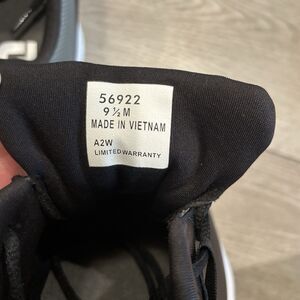 56922
9 ½ M
MADE IN VIETNAM
A2W
LIMITED WARRANTY